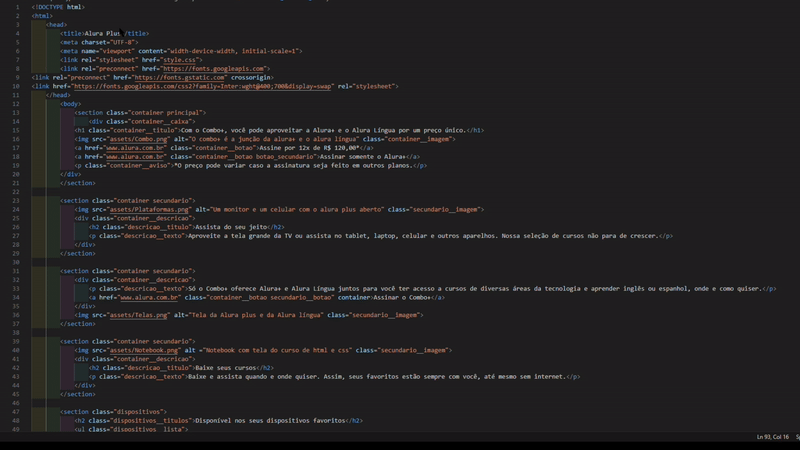 1 <!DOCTYPE html>
2 <html>
3 <head>
4 <title>Alura Plus</title>
5 <meta charset="UTF-8">
6 <meta name="viewport" content="width-device-width, initial-scale=1">
7 <link rel="stylesheet" href="style.css">
8 <link rel="preconnect" href="https://fonts.googleapis.com">
9 <link rel="preconnect" href="https://fonts.gstatic.com" crossorigin>
10 <link href="https://fonts.googleapis.com/css2?family=Inter:wght@400;700&display=swap" rel="stylesheet">
11 </head>
12 <body>
13 <section class="container principal">
14 <div class="container__caixa">
15 <h1 class="container__titulo">Com o Combo+, você pode aproveitar a Alura+ e o Alura Língua por um preço único.</h1>
16 <img src="assets/Combo.png" alt="O combo+ é a junção da alura+ e o alura língua" class="container__imagem">
17 <a href="www.alura.com.br" class="container__botao">Assine por 12x de R$ 120,00*</a>
18 <a href="www.alura.com.br" class="container__botao botao_secundario">Assinar somente o Alura+</a>
19 <p class="container__aviso">*O preço pode variar caso a assinatura seja feito em outros planos.</p>
20 </div>
21 </section>
22
23 <section class="container secundario">
24 <img src="assets/Plataformas.png" alt="Um monitor e um celular com o alura plus aberto" class="secundario__imagem">
25 <div class="container__descricao">
26 <h2 class="descricao__titulo">Assista do seu jeito</h2>
27 <p class="descricao__texto">Aproveite a tela grande da TV ou assista no tablet, laptop, celular e outros aparelhos. Nossa seleção de cursos não para de crescer.</p>
28 </div>
29 </section>
30
31 <section class="container secundario">
32 <div class="container__descricao">
33 <p class="descricao__texto">Só o Combo+ oferece Alura+ e Alura Língua juntos para você ter acesso a cursos de diversas áreas da tecnologia e aprender inglês ou espanhol, onde e como quiser.</p>
34 <a href="www.alura.com.br" class="container__botao secundario__botao" container>Assinar o Combo+</a>
35 </div>
36 <img src="assets/Telas.png" alt="Tela da Alura plus e da Alura língua" class="secundario__imagem">
37 </section>
38
39 <section class="container secundario">
40 <img src="assets/Notebook.png" alt ="Notebook com tela do curso de html e css" class="secundario__imagem">
41 <div class="container__descricao">
42 <h2 class="descricao__titulo">Baixe seus cursos</h2>
43 <p class="descricao__texto">Baixe e assista quando e onde quiser. Assim, seus favoritos estão sempre com você, até mesmo sem internet.</p>
44 </div>
45 </section>
46
47 <section class="dispositivos">
48 <h2 class="dispositivos__titulos">Disponível nos seus dispositivos favoritos</h2>
49 <ul class="dispositivos__lista">
Ln 93, Col 16